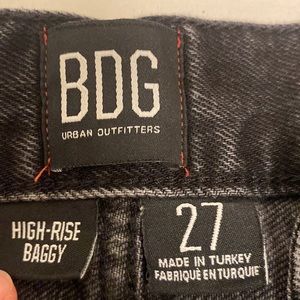 BDG
URBAN OUTFITTERS
HIGH-RISE
BAGGY
27
MADE IN TURKEY
FABRIQUÉ EN TURQUIE